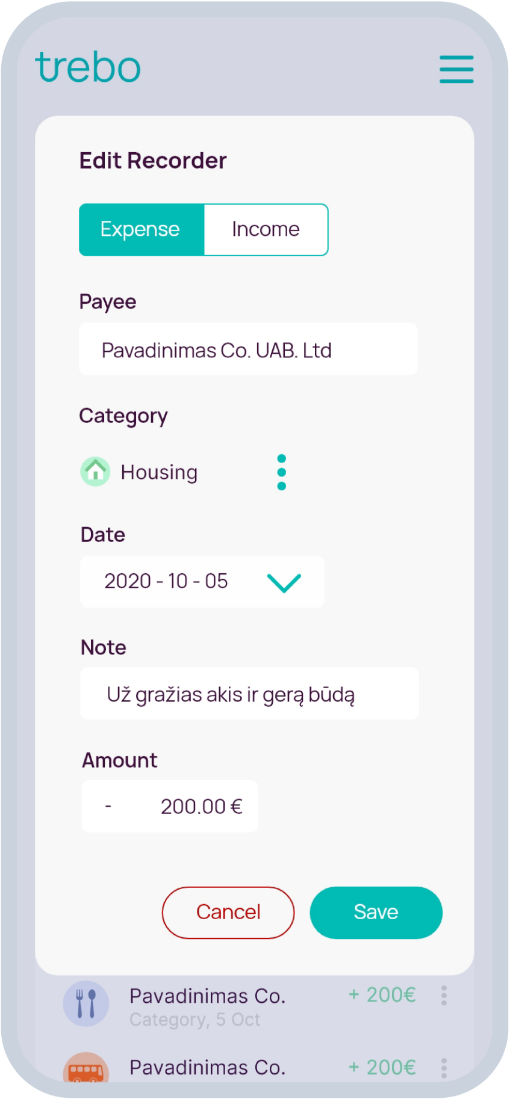 trebo
Edit Recorder
Expense Income
Payee
Pavadinimas Co. UAB. Ltd
Category
Housing
Date
2020 - 10 - 05
Note
Už gražias akis ir gerą būdą
Amount
- 200.00 €
Cancel Save
Pavadinimas Co. + 200€
Category, 5 Oct
Pavadinimas Co. + 200€